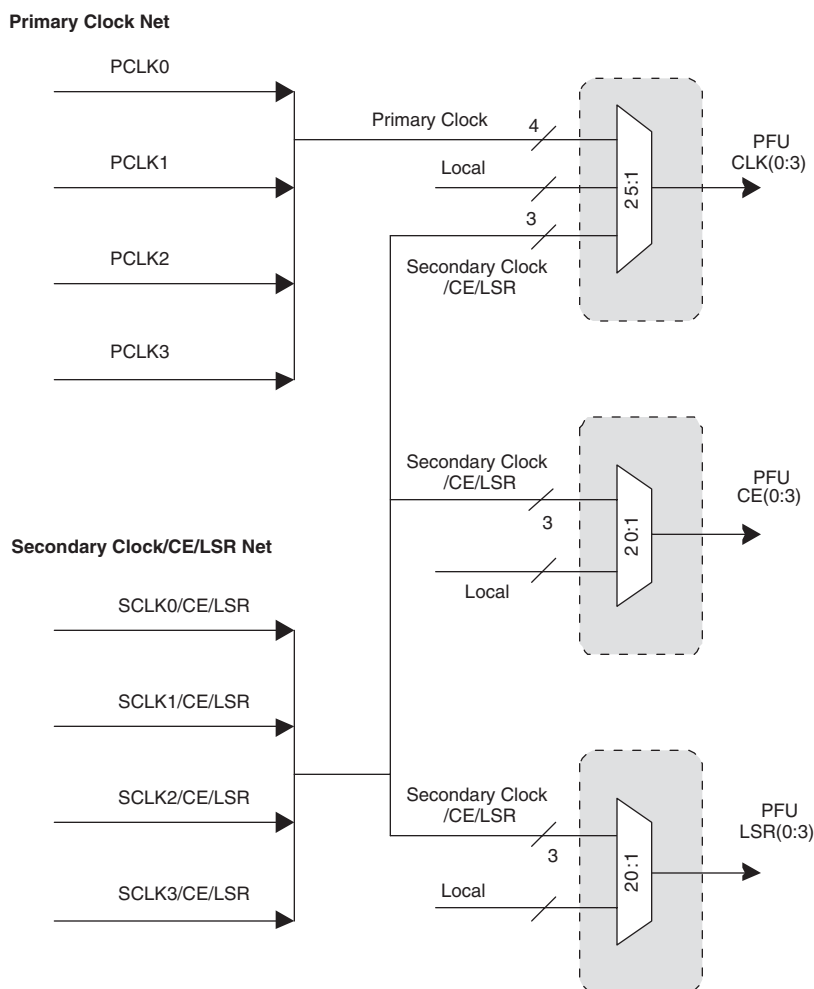 Primary Clock Net
PCLK0
PCLK1
PCLK2
PCLK3
Primary Clock
4
Local
3
Secondary Clock
/CE/LSR
25:1
PFU
CLK(0:3)
Secondary Clock
/CE/LSR
3
Local
20:1
PFU
CE(0:3)
Secondary Clock/CE/LSR Net
SCLK0/CE/LSR
SCLK1/CE/LSR
SCLK2/CE/LSR
SCLK3/CE/LSR
Secondary Clock
/CE/LSR
3
Local
20:1
PFU
LSR(0:3)